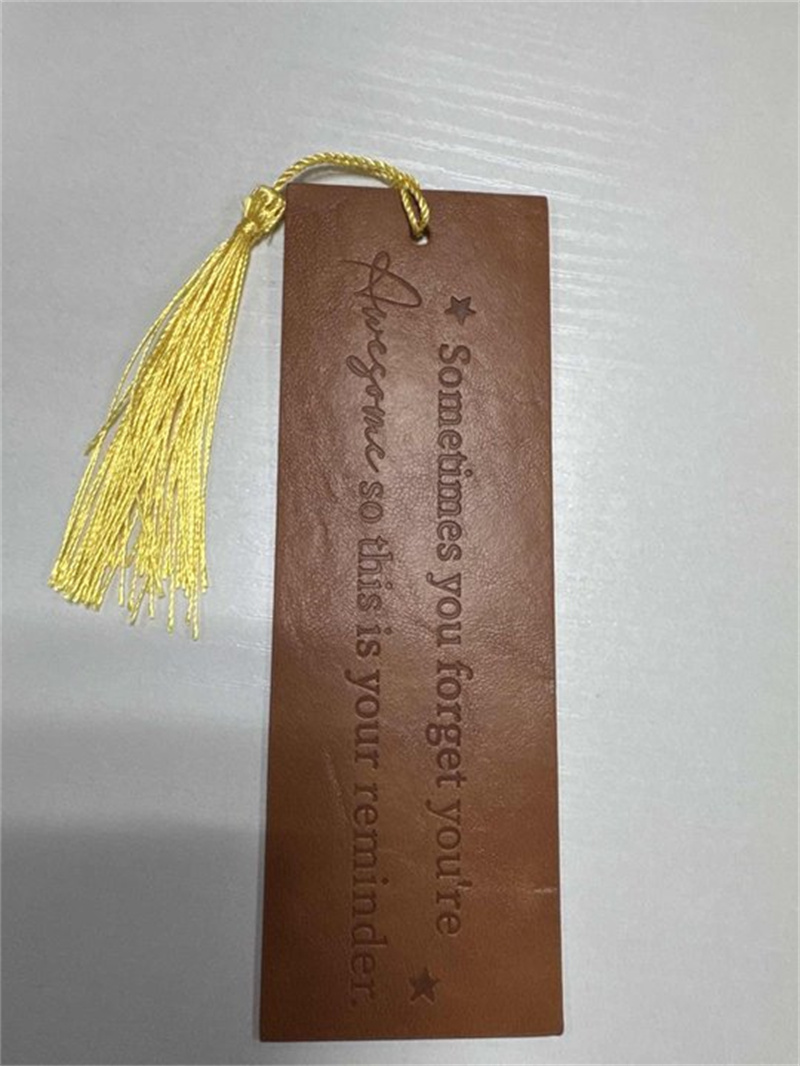 Sometimes you forget you're
Awesome so this is your reminder.